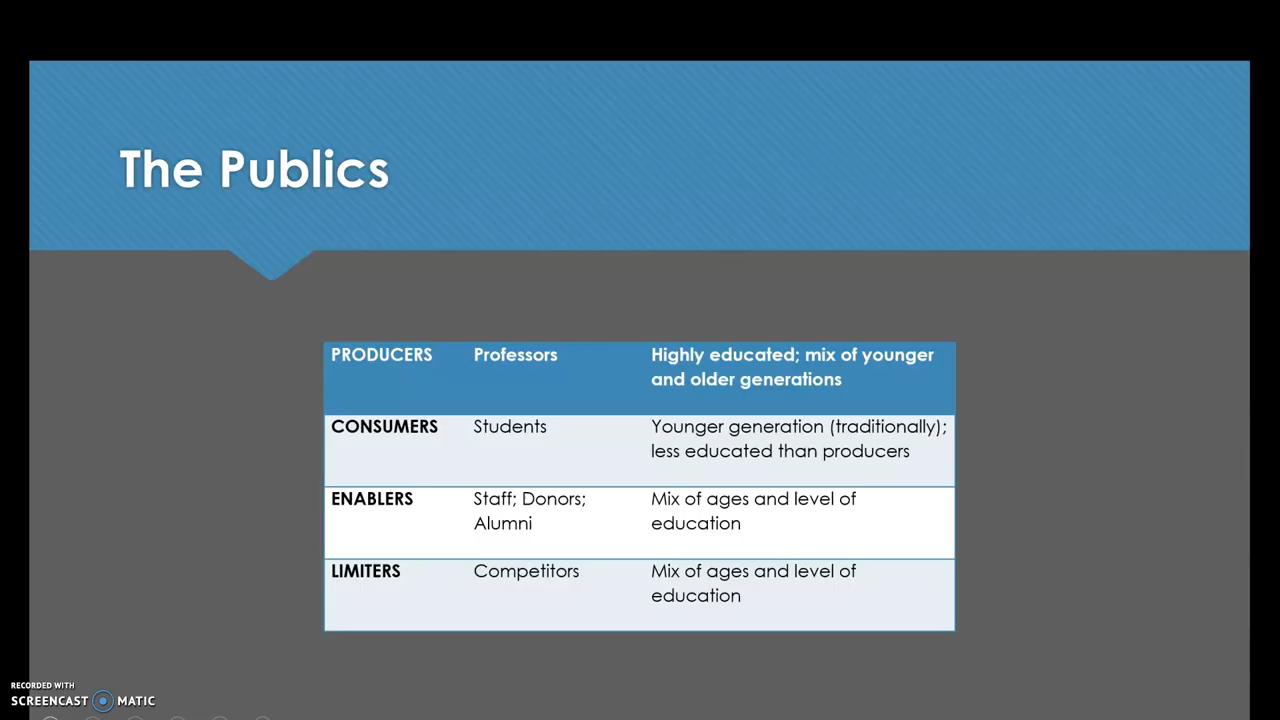 The Publics
PRODUCERS Professors Highly educated; mix of younger
and older generations
CONSUMERS Students Younger generation (traditionally);
less educated than producers
ENABLERS Staff; Donors; Mix of ages and level of
Alumni education
LIMITERS Competitors Mix of ages and level of
education
RECORDED WITH
SCREENCAST MATIC